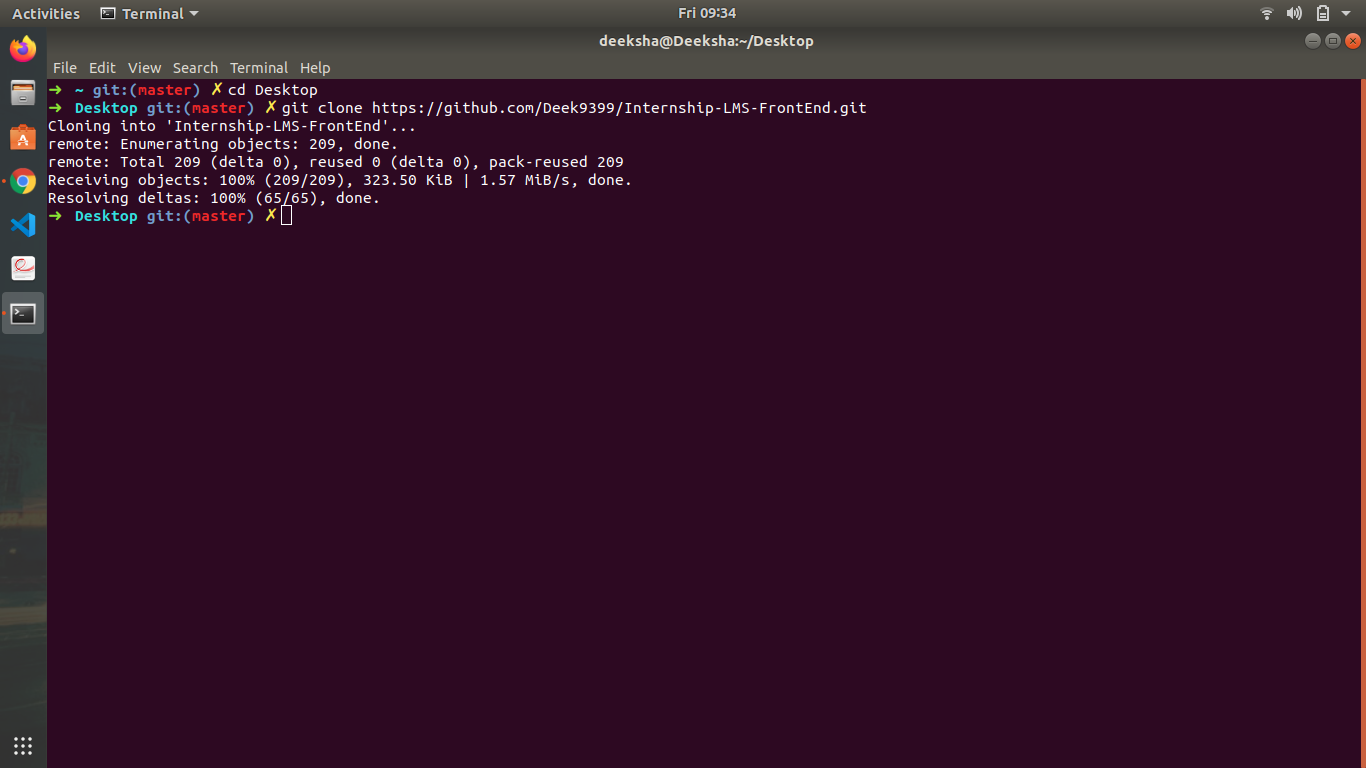 Activities Terminal Fri 09:34
deeksha@Deeksha:~/Desktop
File Edit View Search Terminal Help
➜ ~ git:(master) ✗ cd Desktop
➜ Desktop git:(master) ✗ git clone https://github.com/Deek9399/Internship-LMS-FrontEnd.git
Cloning into 'Internship-LMS-FrontEnd'...
remote: Enumerating objects: 209, done.
remote: Total 209 (delta 0), reused 0 (delta 0), pack-reused 209
Receiving objects: 100% (209/209), 323.50 KiB | 1.57 MiB/s, done.
Resolving deltas: 100% (65/65), done.
➜ Desktop git:(master) ✗